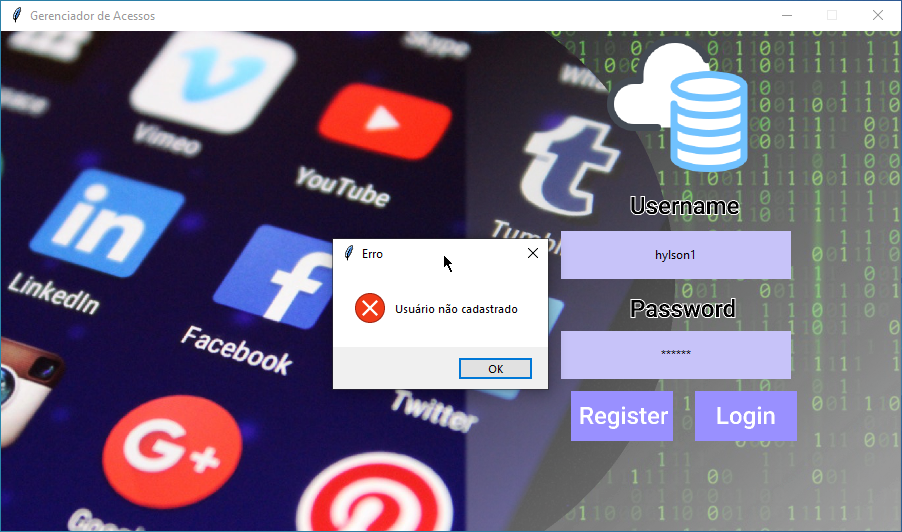 Gerenciador de Acessos
Skype
Vimeo
YouTube
Tumbl
LinkedIn
Facebook
Twitter
Username
hylson1
Password
******
Register
Login
Erro
Usuário não cadastrado
OK